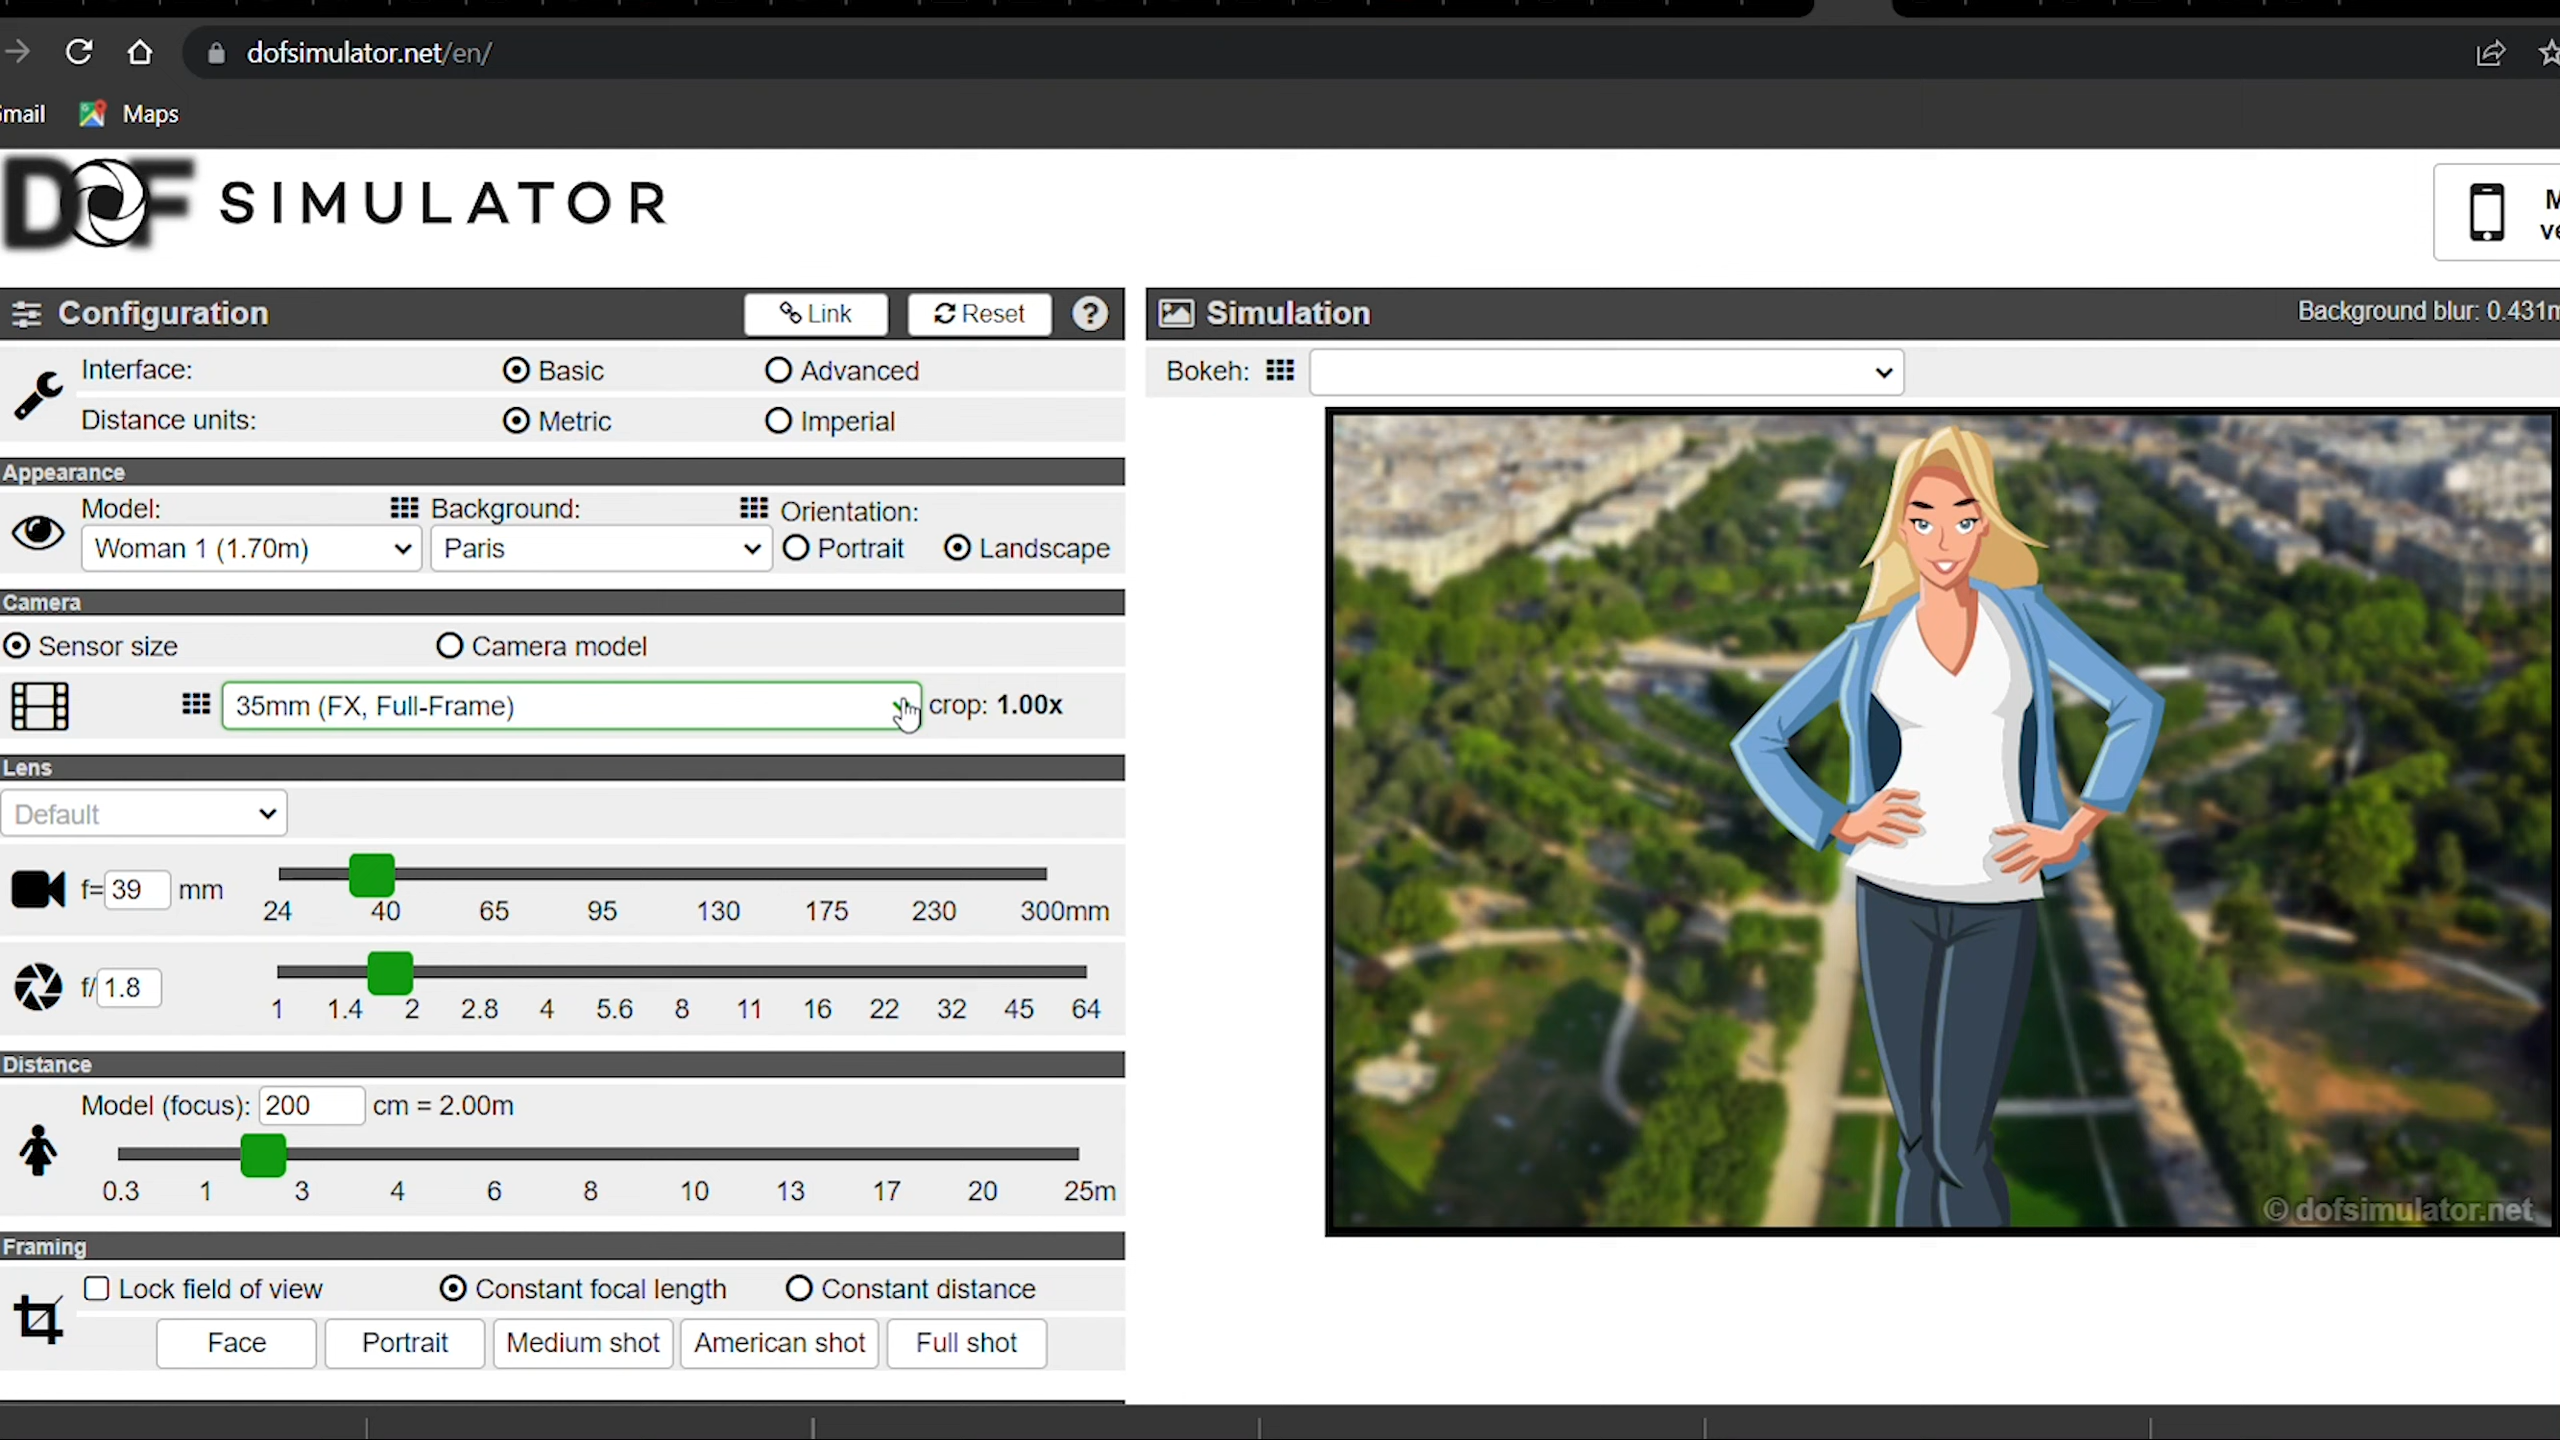 dofsimulator.net/en/
Maps
DOF SIMULATOR
Configuration
Link
Reset
?
Simulation
Background blur: 0.431
Interface:
Basic
Advanced
Bokeh:
Distance units:
Metric
Imperial
Appearance
Model:
Background:
Orientation:
Woman 1 (1.70m)
Paris
Portrait
Landscape
Camera
Sensor size
Camera model
35mm (FX, Full-Frame)
crop: 1.00x
Lens
Default
f= 39 mm
24 40 65 95 130 175 230 300mm
f/ 1.8
1 1.4 2 2.8 4 5.6 8 11 16 22 32 45 64
Distance
Model (focus): 200 cm = 2.00m
0.3 1 3 4 6 8 10 13 17 20 25m
© dofsimulator.net
Framing
Lock field of view
Constant focal length
Constant distance
Face
Portrait
Medium shot
American shot
Full shot